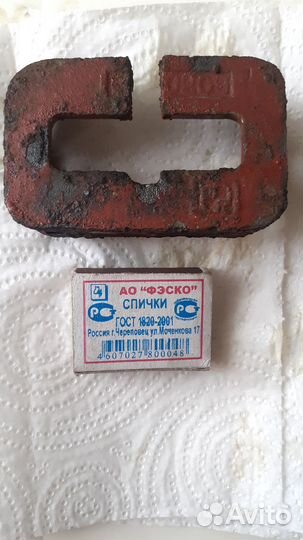 АО "ФЭСКО"
СПИЧКИ
ГОСТ 1820-2001
Россия г.Череповец ул.Моченкова 17
4 607027 800048
Avito